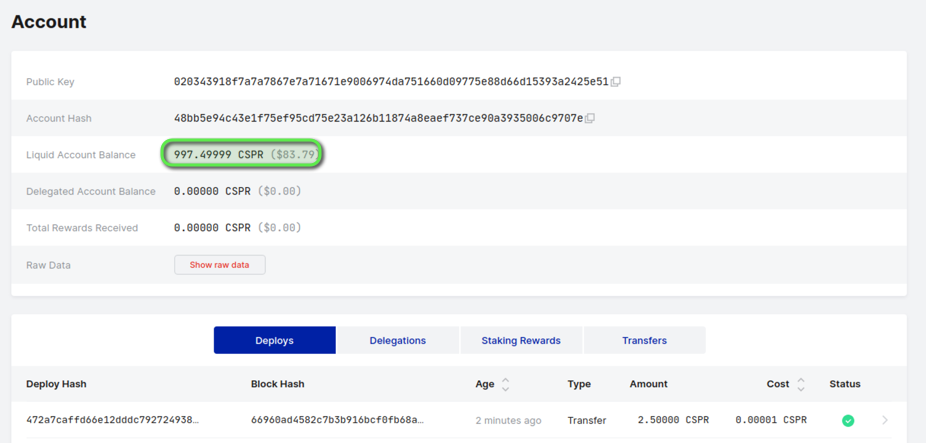 Account
Public Key 020343918f7a7a7867e7a71671e9006974da751660d09775e88d66d15393a2425e51
Account Hash 48bb5e94c43e1f75ef95cd75e23a126b11874a8eaef737ce90a3935006c9707e
Liquid Account Balance 997.49999 CSPR ($83.79)
Delegated Account Balance 0.00000 CSPR ($0.00)
Total Rewards Received 0.00000 CSPR ($0.00)
Raw Data Show raw data
Deploys Delegations Staking Rewards Transfers
Deploy Hash Block Hash Age Type Amount Cost Status
472a7caffd66e12dddc792724938… 66960ad4582c7b3b916bcf0fb68a… 2 minutes ago Transfer 2.50000 CSPR 0.00001 CSPR